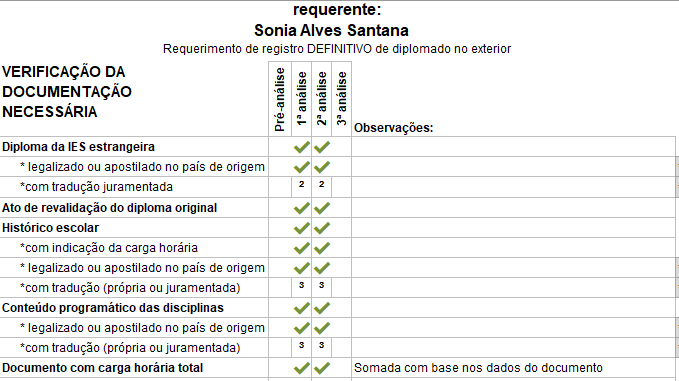 requerente:
Sonia Alves Santana
Requerimento de registro DEFINITIVO de diplomado no exterior
VERIFICAÇÃO DA
DOCUMENTAÇÃO
NECESSÁRIA
Pré-análise
1ª análise
2ª análise
3ª análise
Observações:
Diploma da IES estrangeira
* legalizado ou apostilado no país de origem
*com tradução juramentada 2 2
Ato de revalidação do diploma original
Histórico escolar
*com indicação da carga horária
* legalizado ou apostilado no país de origem
*com tradução (própria ou juramentada) 3 3
Conteúdo programático das disciplinas
* legalizado ou apostilado no país de origem
*com tradução (própria ou juramentada) 3 3
Documento com carga horária total Somada com base nos dados do documento